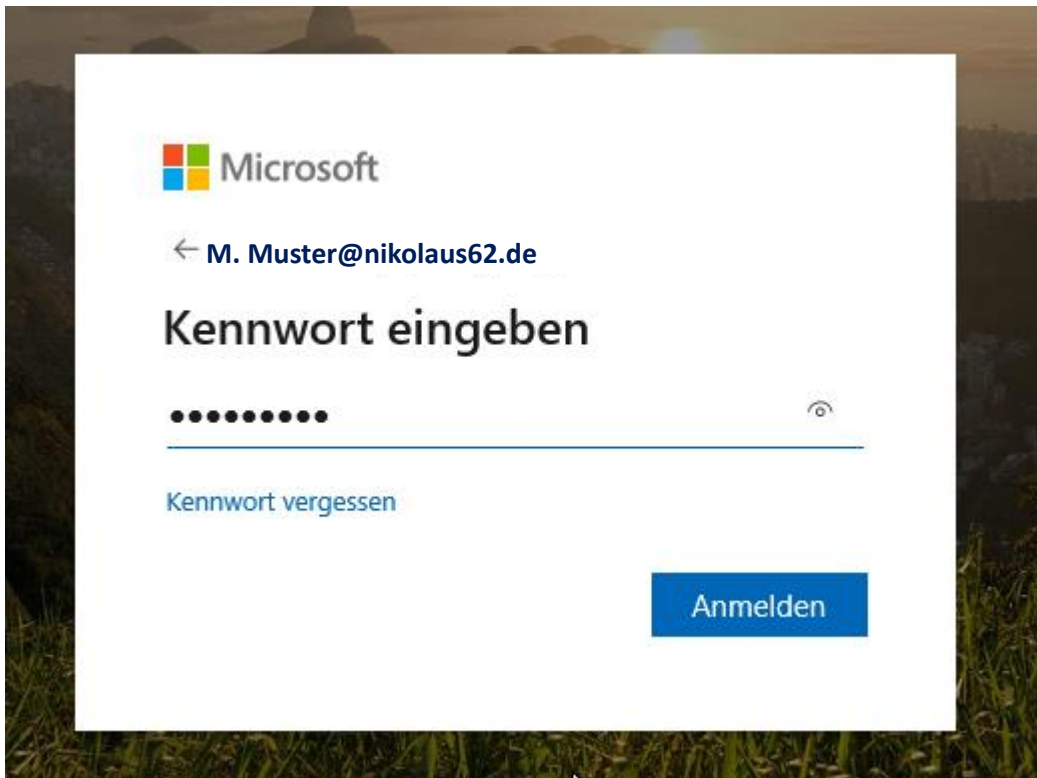 Microsoft
← M. Muster@nikolaus62.de
Kennwort eingeben
•••••••••
Kennwort vergessen
Anmelden